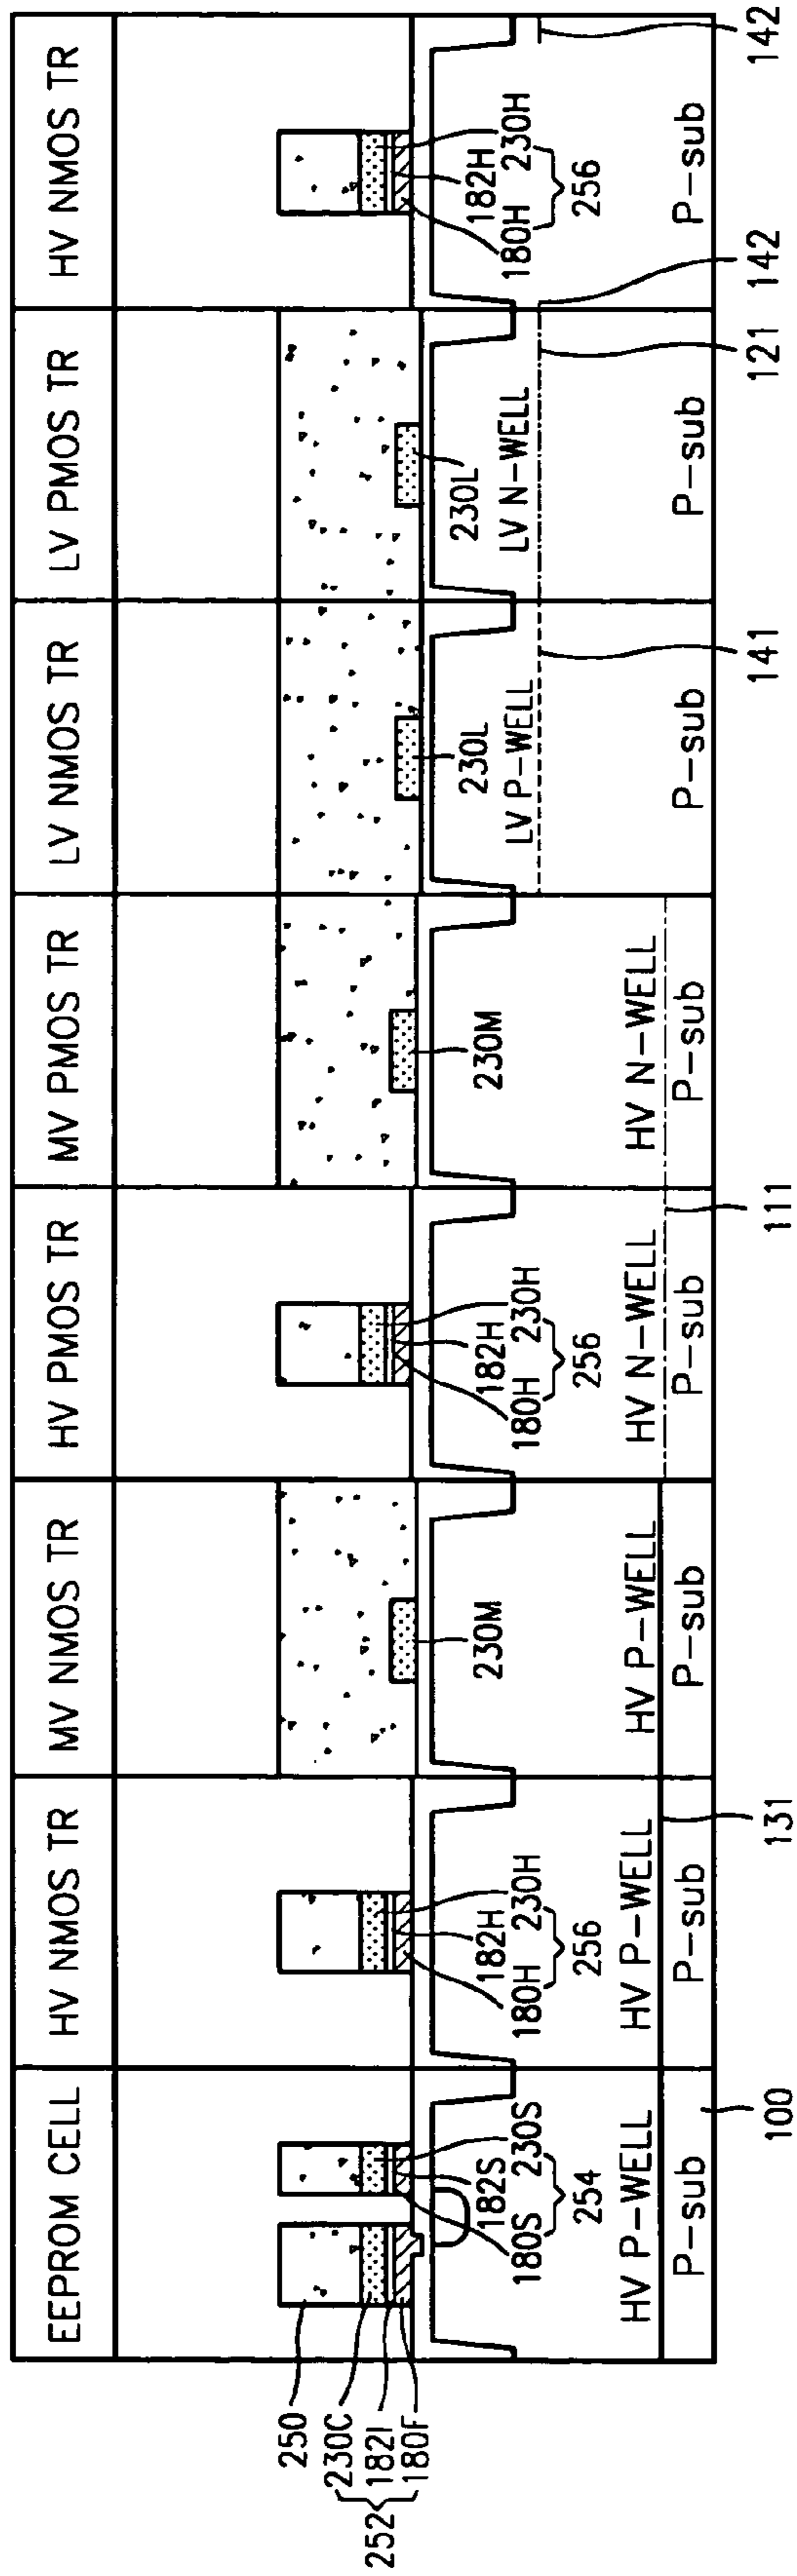 EEPROM CELL
HV NMOS TR
MV NMOS TR
HV PMOS TR
MV PMOS TR
LV NMOS TR
LV PMOS TR
HV NMOS TR
250
230C
182I
180F
252
180S
182S
230S
254
180H
182H
230H
256
230M
180H
182H
230H
256
230M
230L
230L
180H
182H
230H
256
LV P-WELL
LV N-WELL
HV P-WELL
HV P-WELL
HV P-WELL
HV N-WELL
HV N-WELL
P-sub
P-sub
P-sub
P-sub
P-sub
P-sub
P-sub
P-sub
100
131
111
141
121
142
142